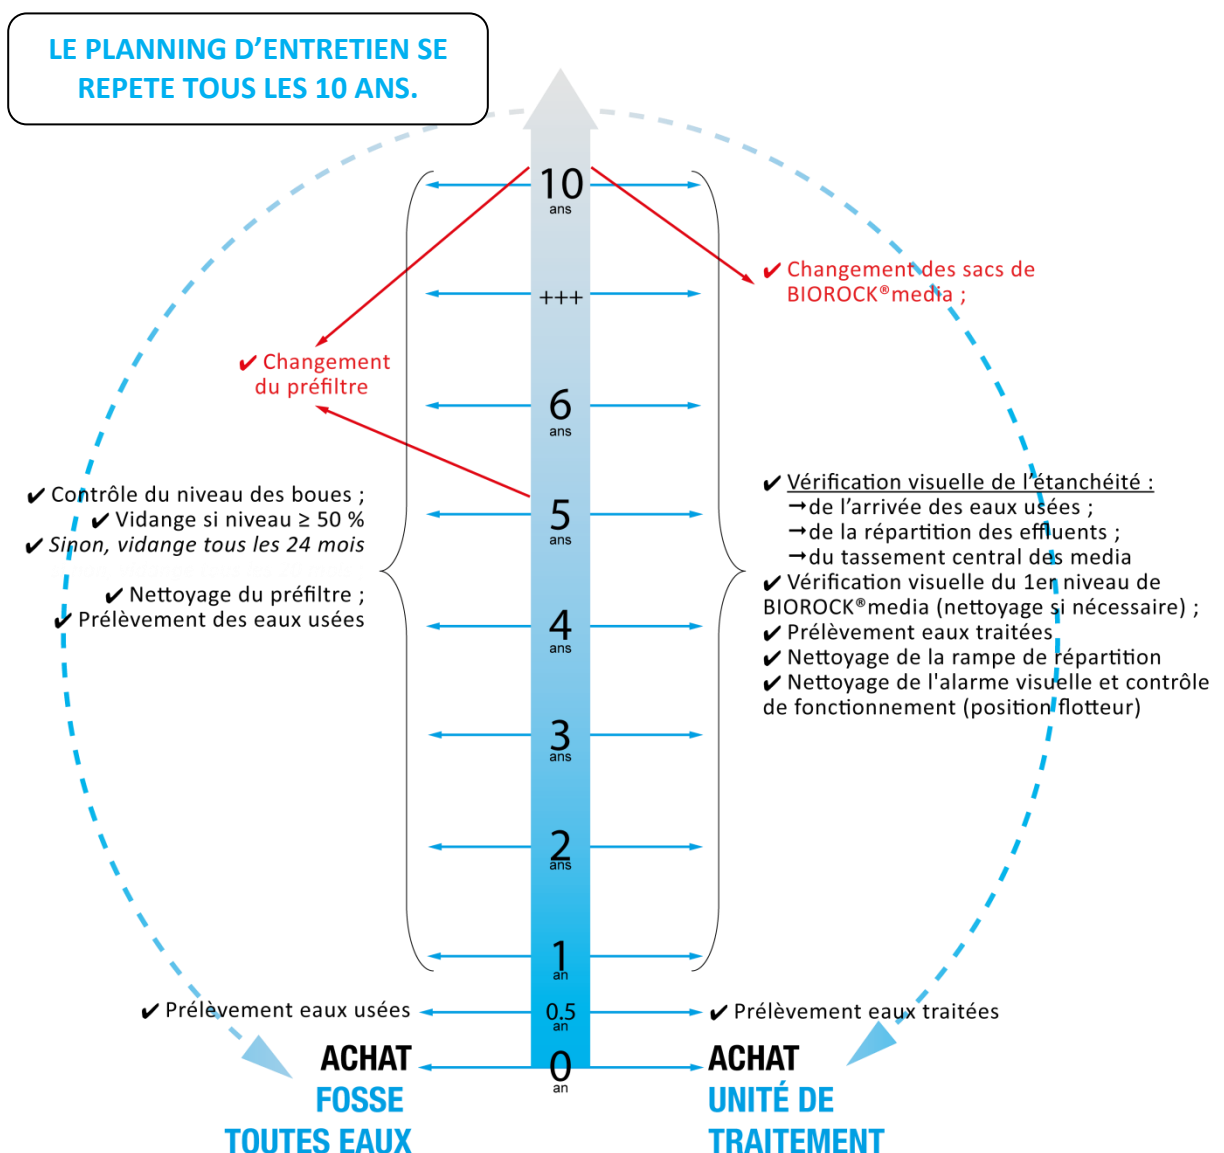 LE PLANNING D’ENTRETIEN SE
REPETE TOUS LES 10 ANS.
10
ans
✔ Changement des sacs de
BIOROCK®media ;
+++
✔ Changement
du préfiltre
6
ans
✔ Contrôle du niveau des boues ;
✔ Vidange si niveau ≥ 50 %
✔ Sinon, vidange tous les 24 mois
✔ Nettoyage du préfiltre ;
✔ Prélèvement des eaux usées
5
ans
✔ Vérification visuelle de l’étanchéité :
→de l’arrivée des eaux usées ;
→de la répartition des effluents ;
→du tassement central des media
✔ Vérification visuelle du 1er niveau de
BIOROCK®media (nettoyage si nécessaire) ;
✔ Prélèvement eaux traitées
✔ Nettoyage de la rampe de répartition
✔ Nettoyage de l'alarme visuelle et contrôle
de fonctionnement (position flotteur)
4
ans
3
ans
2
ans
1
an
✔ Prélèvement eaux usées
0.5
an
✔ Prélèvement eaux traitées
ACHAT
FOSSE
TOUTES EAUX
0
an
ACHAT
UNITÉ DE
TRAITEMENT